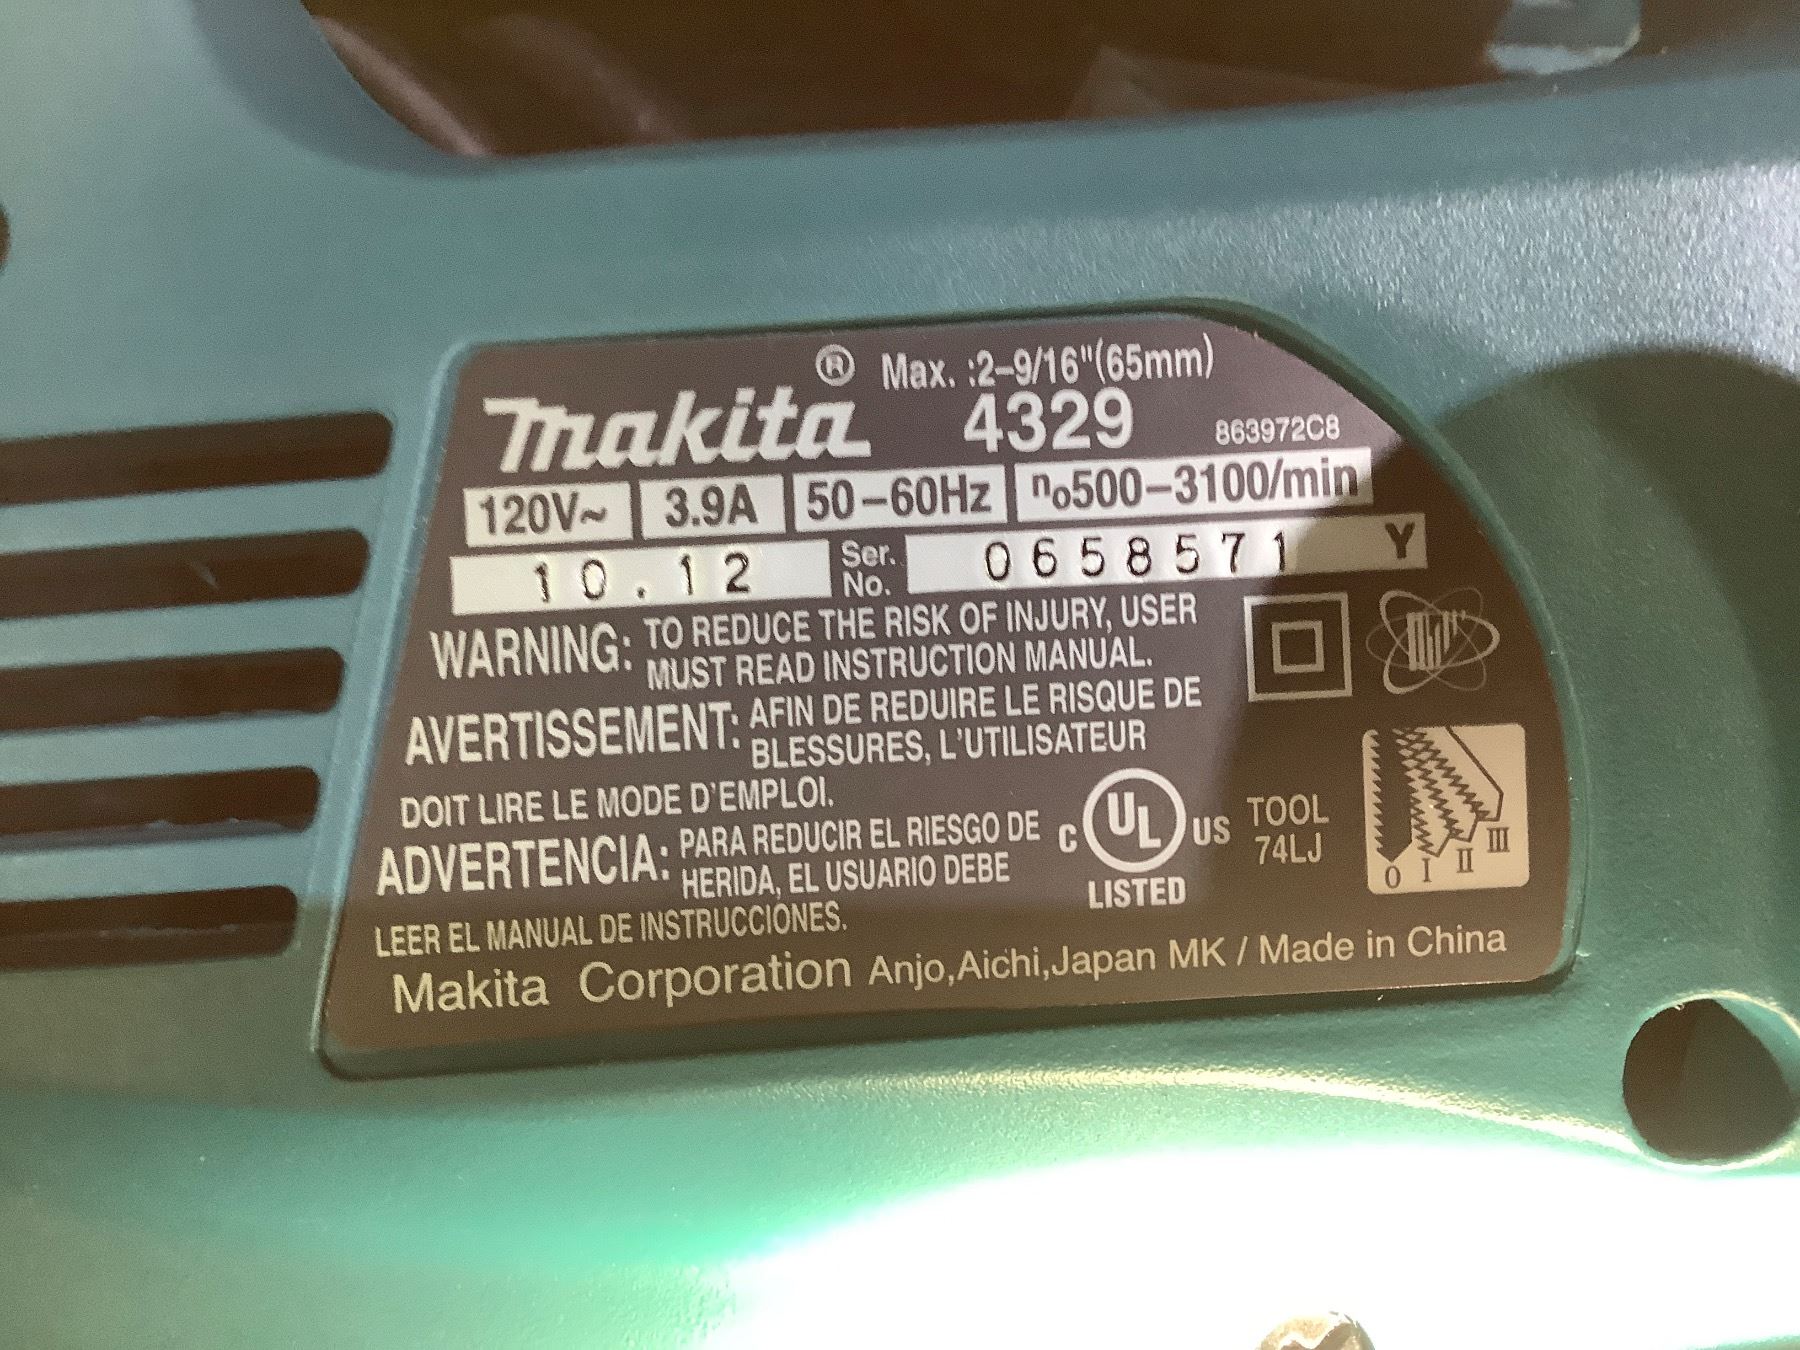 ® Max. :2-9/16"(65mm)
makita 4329 863972C8
120V~ 3.9A 50-60Hz n₀500-3100/min
10.12 Ser. No. 0658571 Y
WARNING: TO REDUCE THE RISK OF INJURY, USER
MUST READ INSTRUCTION MANUAL.
AVERTISSEMENT: AFIN DE REDUIRE LE RISQUE DE
BLESSURES, L'UTILISATEUR
DOIT LIRE LE MODE D'EMPLOI.
ADVERTENCIA: PARA REDUCIR EL RIESGO DE
HERIDA, EL USUARIO DEBE
LEER EL MANUAL DE INSTRUCCIONES.
C UL US
LISTED
TOOL
74LJ
0 I II III
Makita Corporation Anjo,Aichi,Japan MK / Made in China